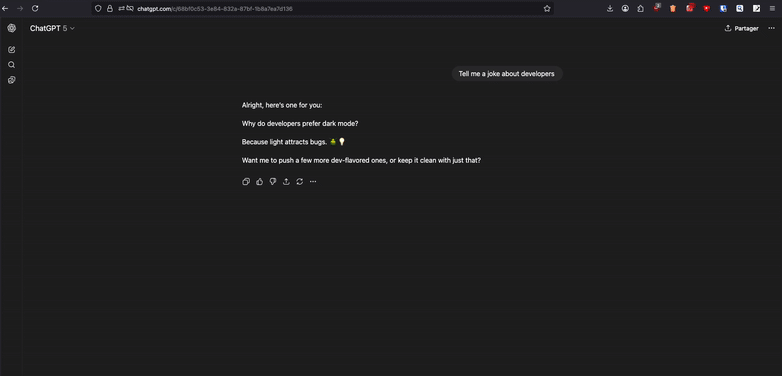 chatgpt.com/c/68bf0c53-3e84-832a-87bf-1b8a7ea7d136
ChatGPT 5
Partager
Tell me a joke about developers
Alright, here's one for you:
Why do developers prefer dark mode?
Because light attracts bugs. 🪲💡
Want me to push a few more dev-flavored ones, or keep it clean with just that?